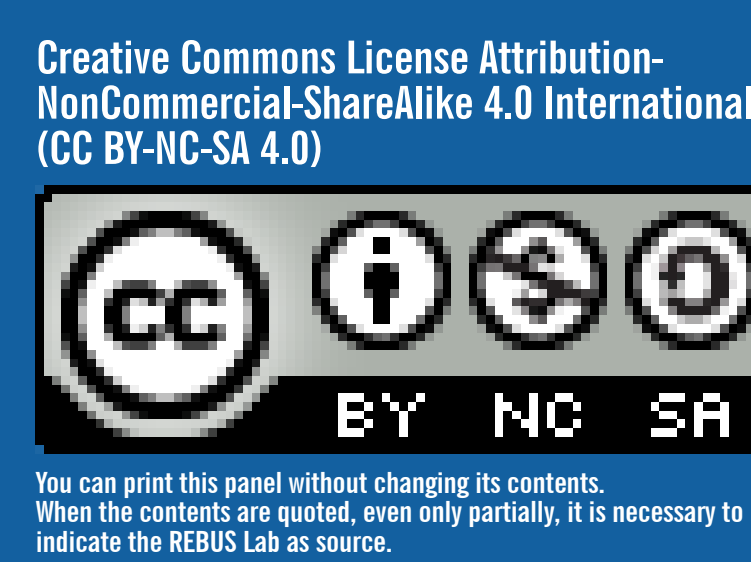 Creative Commons License Attribution-
NonCommercial-ShareAlike 4.0 International
(CC BY-NC-SA 4.0)
cc
BY NC SA
You can print this panel without changing its contents.
When the contents are quoted, even only partially, it is necessary to
indicate the REBUS Lab as source.